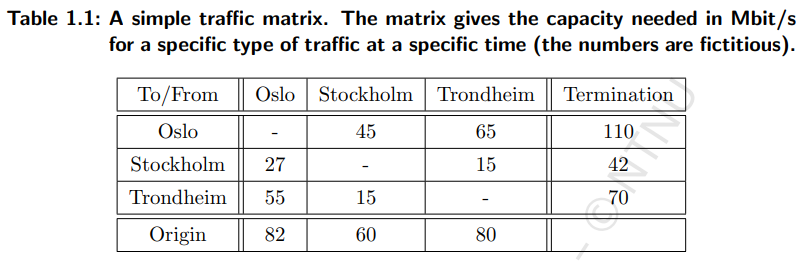 Table 1.1: A simple traffic matrix. The matrix gives the capacity needed in Mbit/s
for a specific type of traffic at a specific time (the numbers are fictitious).
To/From Oslo Stockholm Trondheim Termination
Oslo - 45 65 110
Stockholm 27 - 15 42
Trondheim 55 15 - 70
Origin 82 60 80
– © NTNU